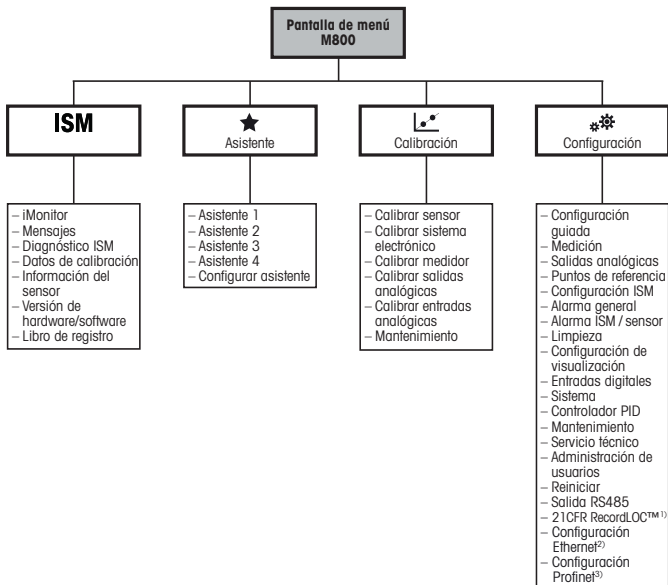 Pantalla de menú
M800
ISM
Asistente
Calibración
Configuración
– iMonitor
– Mensajes
– Diagnóstico ISM
– Datos de calibración
– Información del
sensor
– Versión de
hardware/software
– Libro de registro
– Asistente 1
– Asistente 2
– Asistente 3
– Asistente 4
– Configurar asistente
– Calibrar sensor
– Calibrar sistema
electrónico
– Calibrar medidor
– Calibrar salidas
analógicas
– Calibrar entradas
analógicas
– Mantenimiento
– Configuración
guiada
– Medición
– Salidas analógicas
– Puntos de referencia
– Configuración ISM
– Alarma general
– Alarma ISM / sensor
– Limpieza
– Configuración de
visualización
– Entradas digitales
– Sistema
– Controlador PID
– Mantenimiento
– Servicio técnico
– Administración de
usuarios
– Reiniciar
– Salida RS485
– 21CFR RecordLOC™1)
– Configuración
Ethernet2)
– Configuración
Profinet3)